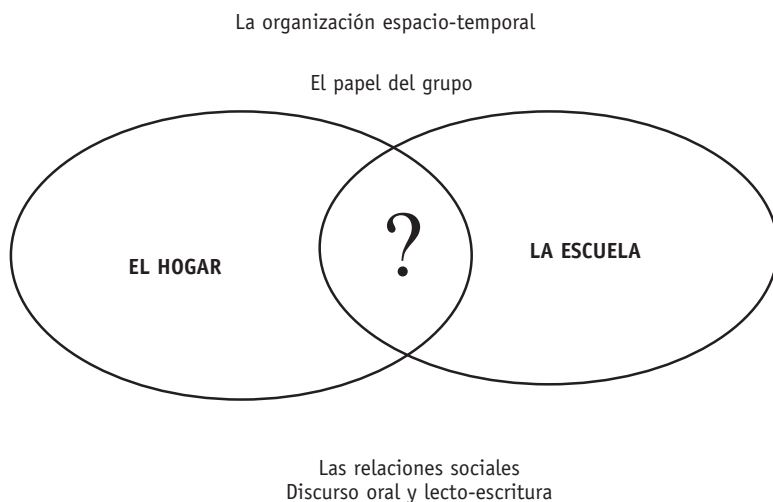 La organización espacio-temporal
El papel del grupo
?
EL HOGAR
LA ESCUELA
Las relaciones sociales
Discurso oral y lecto-escritura